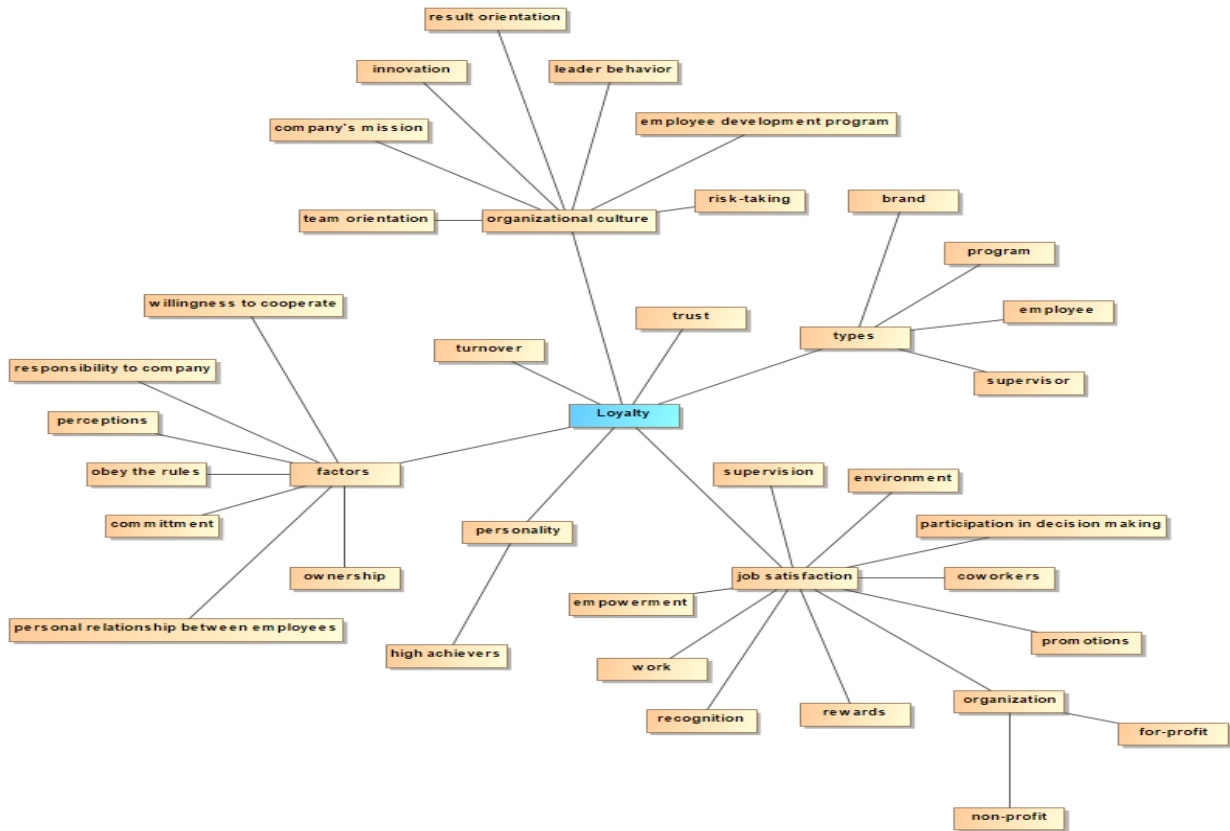 result orientation
innovation
leader behavior
company's mission
employee development program
team orientation
organizational culture
risk-taking
brand
program
employee
types
supervisor
willingness to cooperate
trust
turnover
responsibility to company
Loyalty
perceptions
obey the rules
factors
committment
ownership
personal relationship between employees
personality
high achievers
supervision
environment
participation in decision making
job satisfaction
coworkers
empowerment
promotions
work
recognition
rewards
organization
for-profit
non-profit